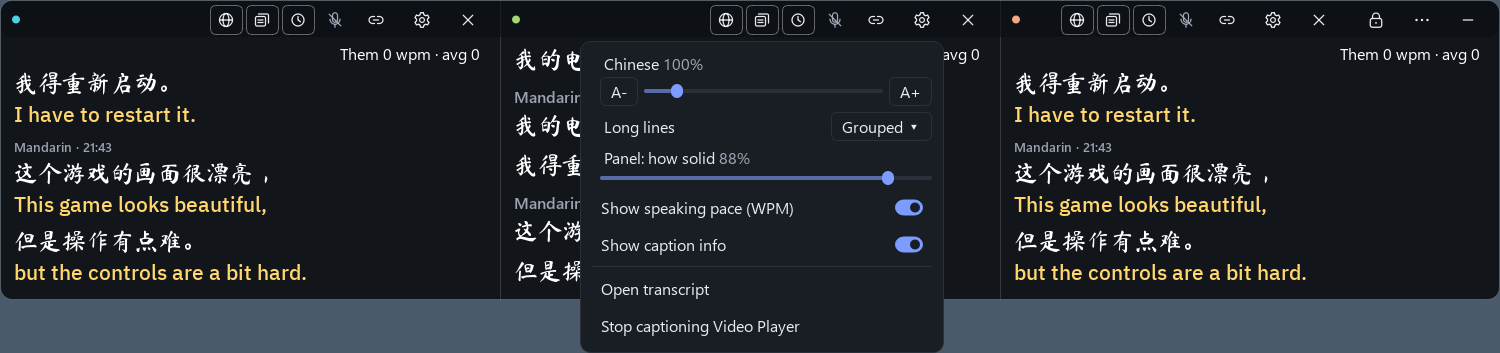 Them 0 wpm · avg 0
我得重新启动。
I have to restart it.
Mandarin · 21:43
这个游戏的画面很漂亮，
This game looks beautiful,
但是操作有点难。
but the controls are a bit hard.
avg 0
我的
Mandarin
我的
我得重
Mandarin
这个游
但是操
Chinese 100%
A-
A+
Long lines
Grouped
Panel: how solid 88%
Show speaking pace (WPM)
Show caption info
Open transcript
Stop captioning Video Player
Them 0 wpm · avg 0
我得重新启动。
I have to restart it.
Mandarin · 21:43
这个游戏的画面很漂亮，
This game looks beautiful,
但是操作有点难。
but the controls are a bit hard.